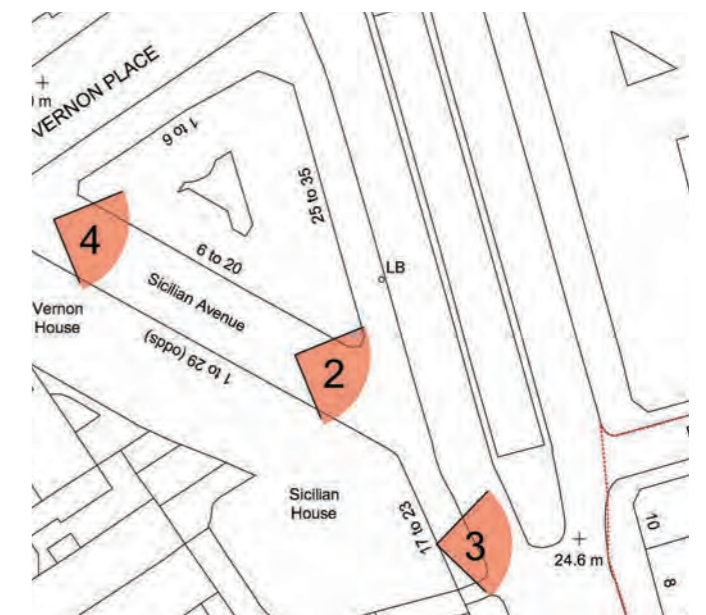 VERNON PLACE
m
1 to 6
25 to 35
4
6 to 20
LB
Sicilian Avenue
Vernon
House
1 to 29 (odds)
2
Sicilian
House
17 to 23
3
24.6 m
10
8